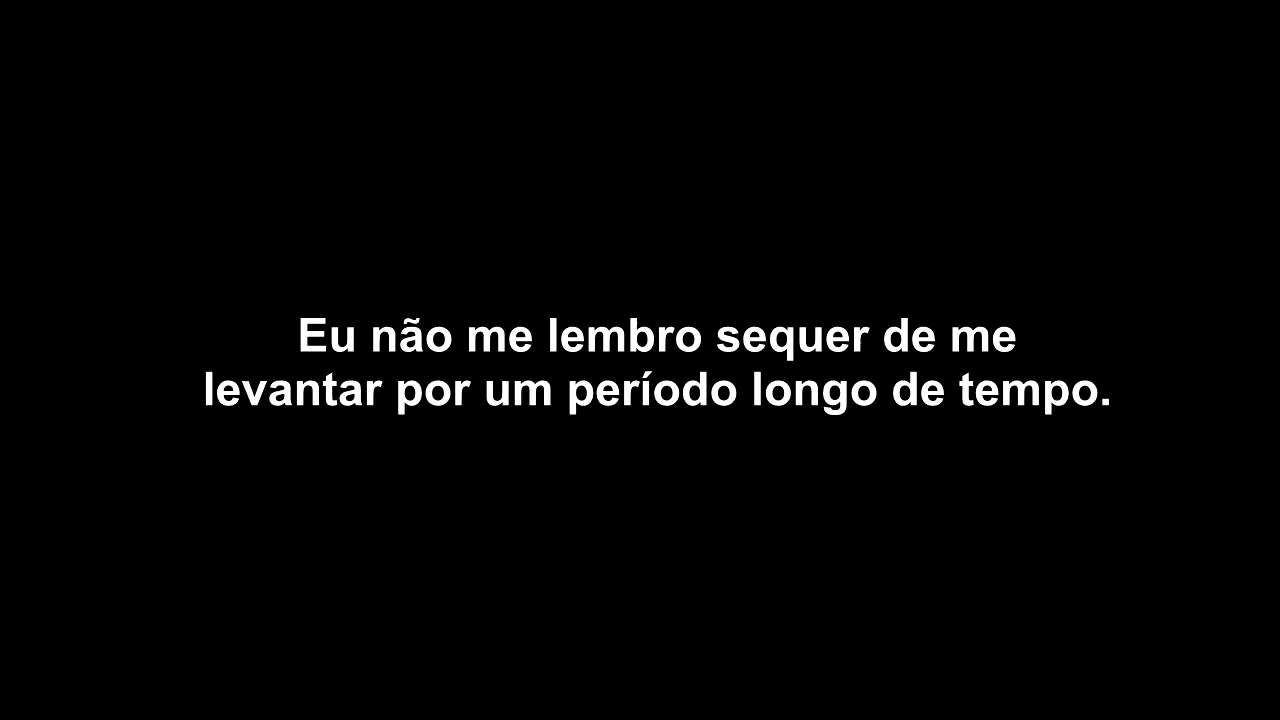 Eu não me lembro sequer de me
levantar por um período longo de tempo.